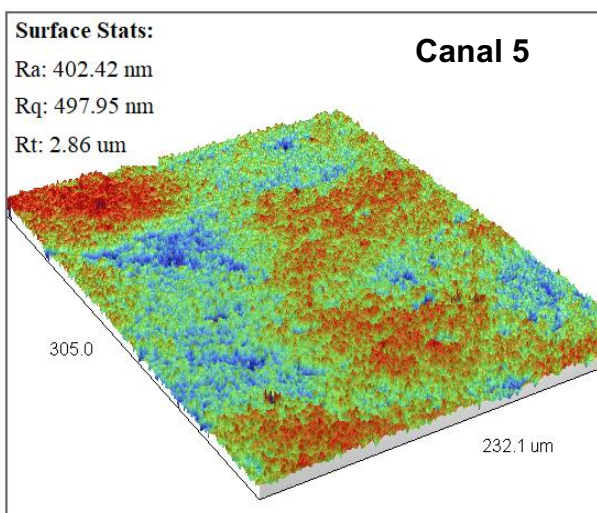 Surface Stats:
Canal 5
Ra: 402.42 nm
Rq: 497.95 nm
Rt: 2.86 um
305.0
232.1 um